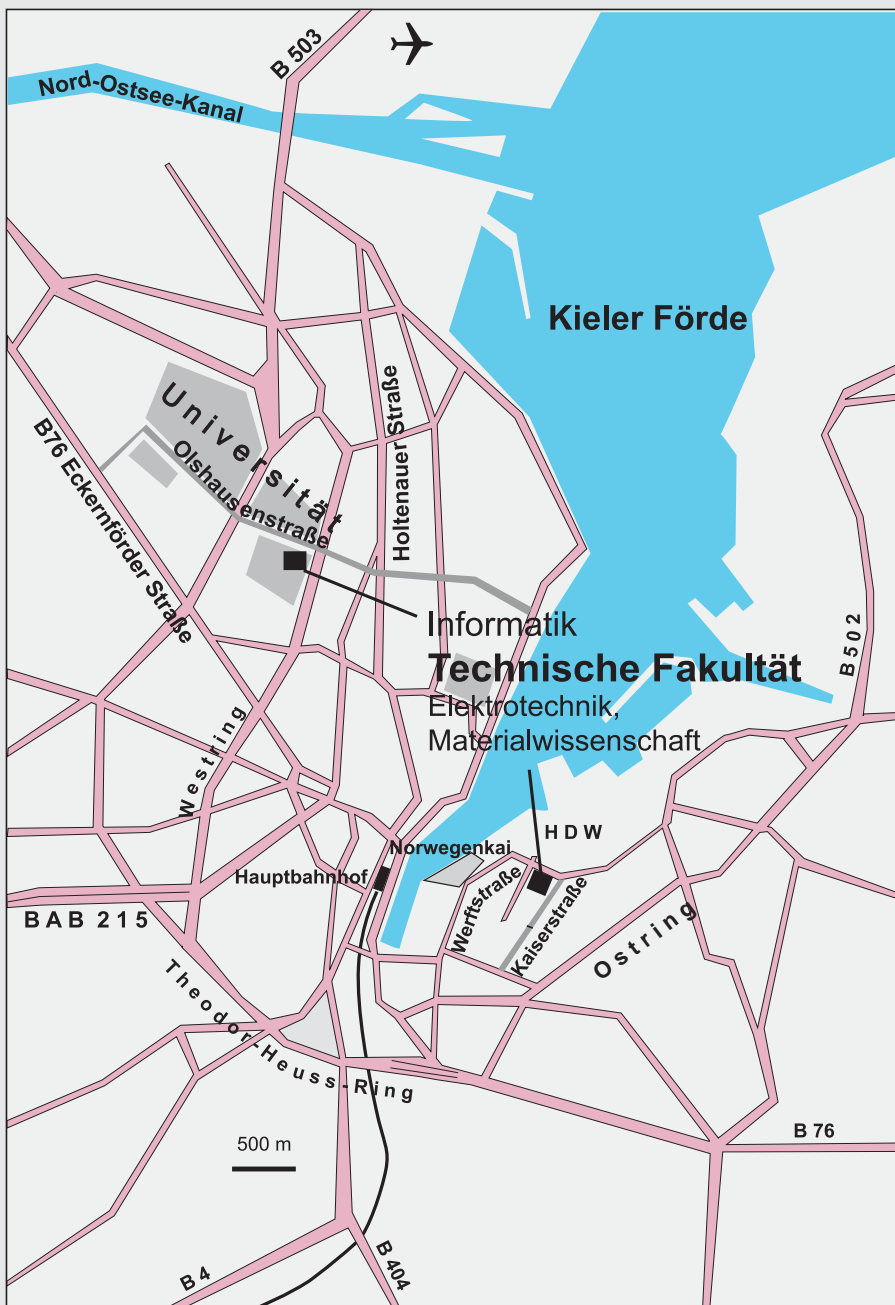 B 503
Nord-Ostsee-Kanal
Kieler Förde
Universität
Olshausenstraße
Holtenauer Straße
B76 Eckernförder Straße
Informatik
Technische Fakultät
Elektrotechnik,
Materialwissenschaft
B 502
Westring
HDW
Norwegenkai
Hauptbahnhof
Werftstraße
Kaiserstraße
BAB 215
Ostring
Theodor-Heuss-Ring
500 m
B 76
B 4
B 404